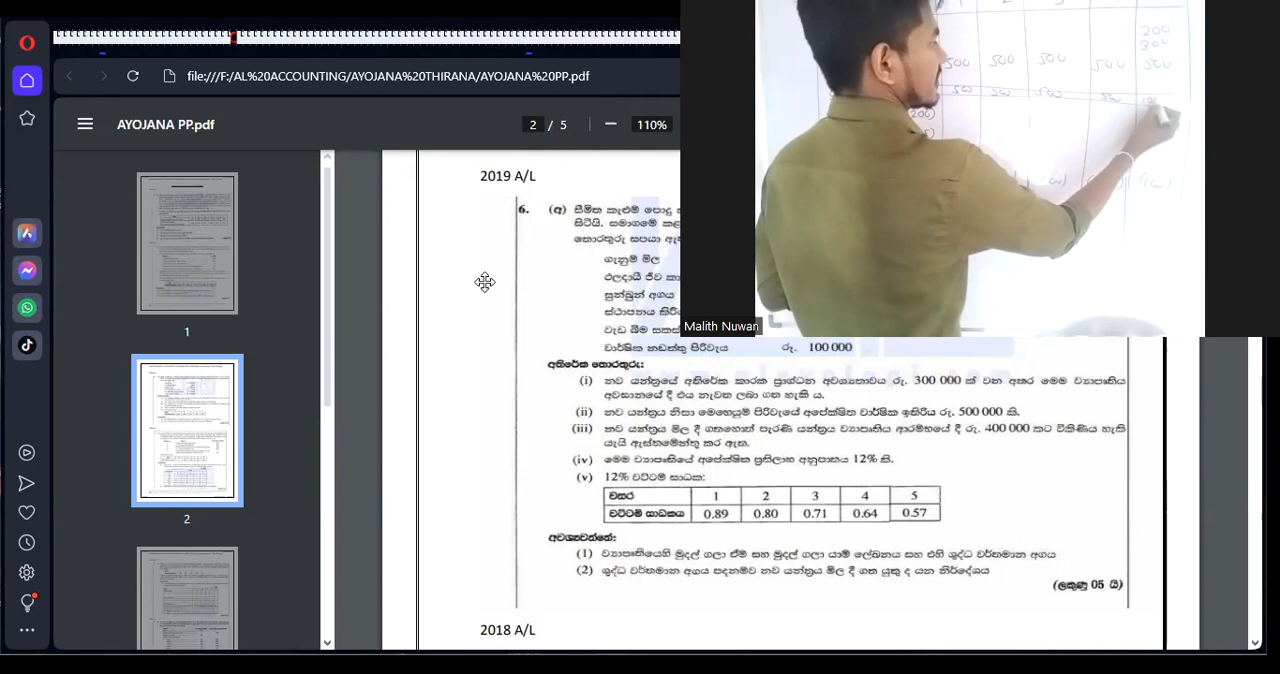 file:///F:/AL%20ACCOUNTING/AYOJANA%20THIRANA/AYOJANA%20PP.pdf
AYOJANA PP.pdf
2 / 5
110%
1
2
2019 A/L
6. (අ) සීමිත කැළුම් පොදු
සිටියි. සමාගමේ
තොරතුරු සපයා
ගැනුම් මිල
ඵලදායී ජීව
සුන්බුන් අගය
ස්ථාපනය
වැඩ බිම
වාර්ෂික නඩත්තු පිරිවැය රු. 100 000
අතිරේක තොරතුරු:
(i) නව යන්ත්‍රයේ අතිරේක කාරක ප්‍රාග්ධන අවශ්‍යතාවය රු. 300 000 ක් වන අතර මෙම ව්‍යාපෘතිය
අවසානයේ දී එය නැවත ලබා ගත හැකි ය.
(ii) නව යන්ත්‍රය නිසා මෙහෙයුම් පිරිවැයේ අපේක්ෂිත වාර්ෂික ඉතිරිය රු. 500 000 කි.
(iii) නව යන්ත්‍රය මිල දී ගතහොත් පැරණි යන්ත්‍රය ව්‍යාපෘතිය ආරම්භයේ දී රු. 400 000 කට විකිණිය හැකි
යැයි ඇස්තමේන්තු කර ඇත.
(iv) මෙම ව්‍යාපෘතියේ අපේක්ෂිත ප්‍රතිලාභ අනුපාතය 12% කි.
(v) 12% වට්ටම් සාධක:
වසර 1 2 3 4 5
වට්ටම් සාධකය 0.89 0.80 0.71 0.64 0.57
අවශ්‍යවන්නේ:
(1) ව්‍යාපෘතියෙහි මුදල් ගලා ඒම් සහ මුදල් ගලා යාම් ලේඛනය සහ එහි ශුද්ධ වර්තමාන අගය
(2) ශුද්ධ වර්තමාන අගය පදනම්ව නව යන්ත්‍රය මිල දී ගත යුතු ද යන නිර්දේශය
(ලකුණු 05 යි)
2018 A/L
200
300
500 500 500 500 500
Malith Nuwan